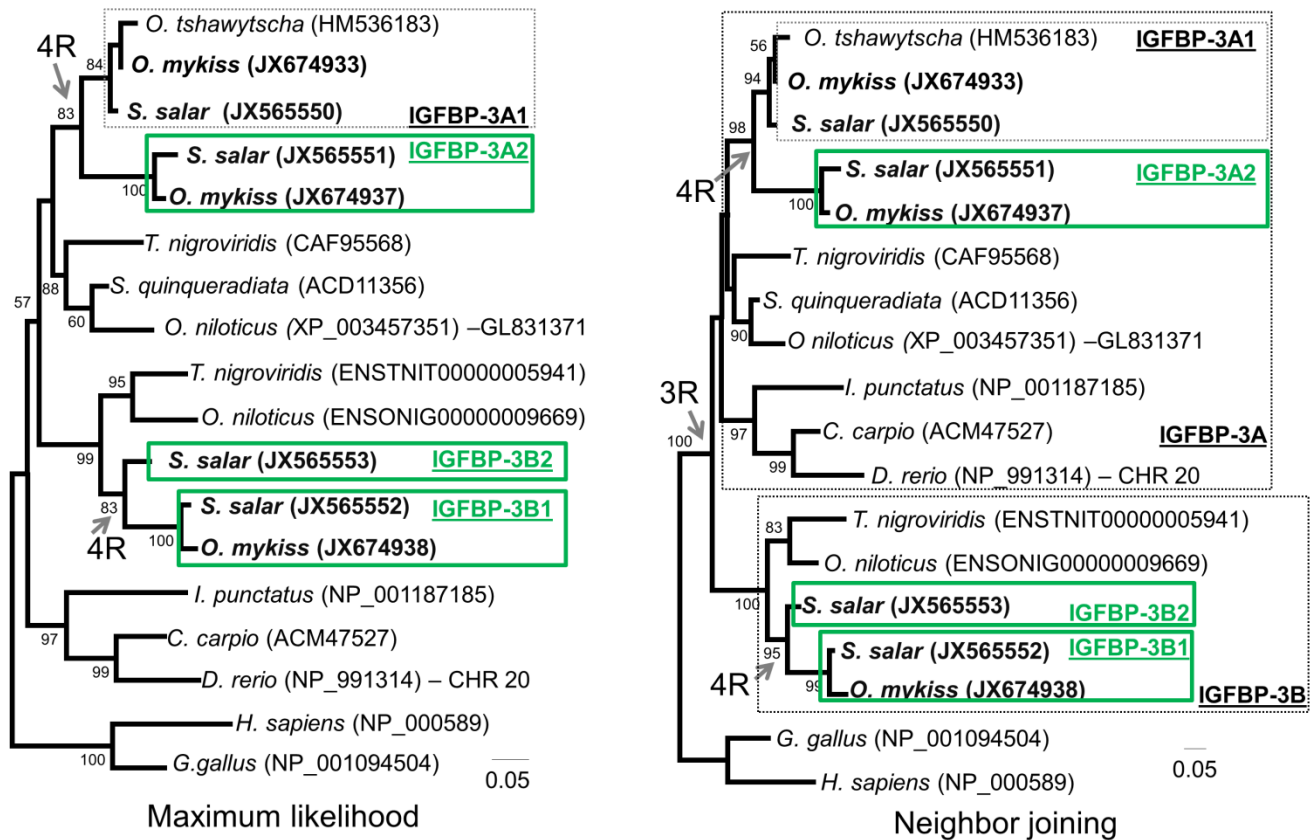 O. tshawytscha (HM536183)
4R
84
O. mykiss (JX674933)
83
S. salar (JX565550)
IGFBP-3A1
S. salar (JX565551)
IGFBP-3A2
100
O. mykiss (JX674937)
T. nigroviridis (CAF95568)
88
S. quinqueradiata (ACD11356)
57
60
O. niloticus (XP_003457351) –GL831371
T. nigroviridis (ENSTNIT00000005941)
95
O. niloticus (ENSONIG00000009669)
99
S. salar (JX565553)
IGFBP-3B2
83
4R
S. salar (JX565552)
IGFBP-3B1
100
O. mykiss (JX674938)
I. punctatus (NP_001187185)
97
C. carpio (ACM47527)
99
D. rerio (NP_991314) – CHR 20
H. sapiens (NP_000589)
100
G.gallus (NP_001094504)
0.05
Maximum likelihood
56
O. tshawytscha (HM536183)
IGFBP-3A1
94
O. mykiss (JX674933)
98
S. salar (JX565550)
4R
S. salar (JX565551)
IGFBP-3A2
100
O. mykiss (JX674937)
T. nigroviridis (CAF95568)
S. quinqueradiata (ACD11356)
90
O niloticus (XP_003457351) –GL831371
3R
I. punctatus (NP_001187185)
100
97
C. carpio (ACM47527)
IGFBP-3A
99
D. rerio (NP_991314) – CHR 20
T. nigroviridis (ENSTNIT00000005941)
83
O. niloticus (ENSONIG00000009669)
100
S. salar (JX565553)
IGFBP-3B2
95
4R
S. salar (JX565552)
IGFBP-3B1
99
O. mykiss (JX674938)
IGFBP-3B
G. gallus (NP_001094504)
0.05
H. sapiens (NP_000589)
Neighbor joining